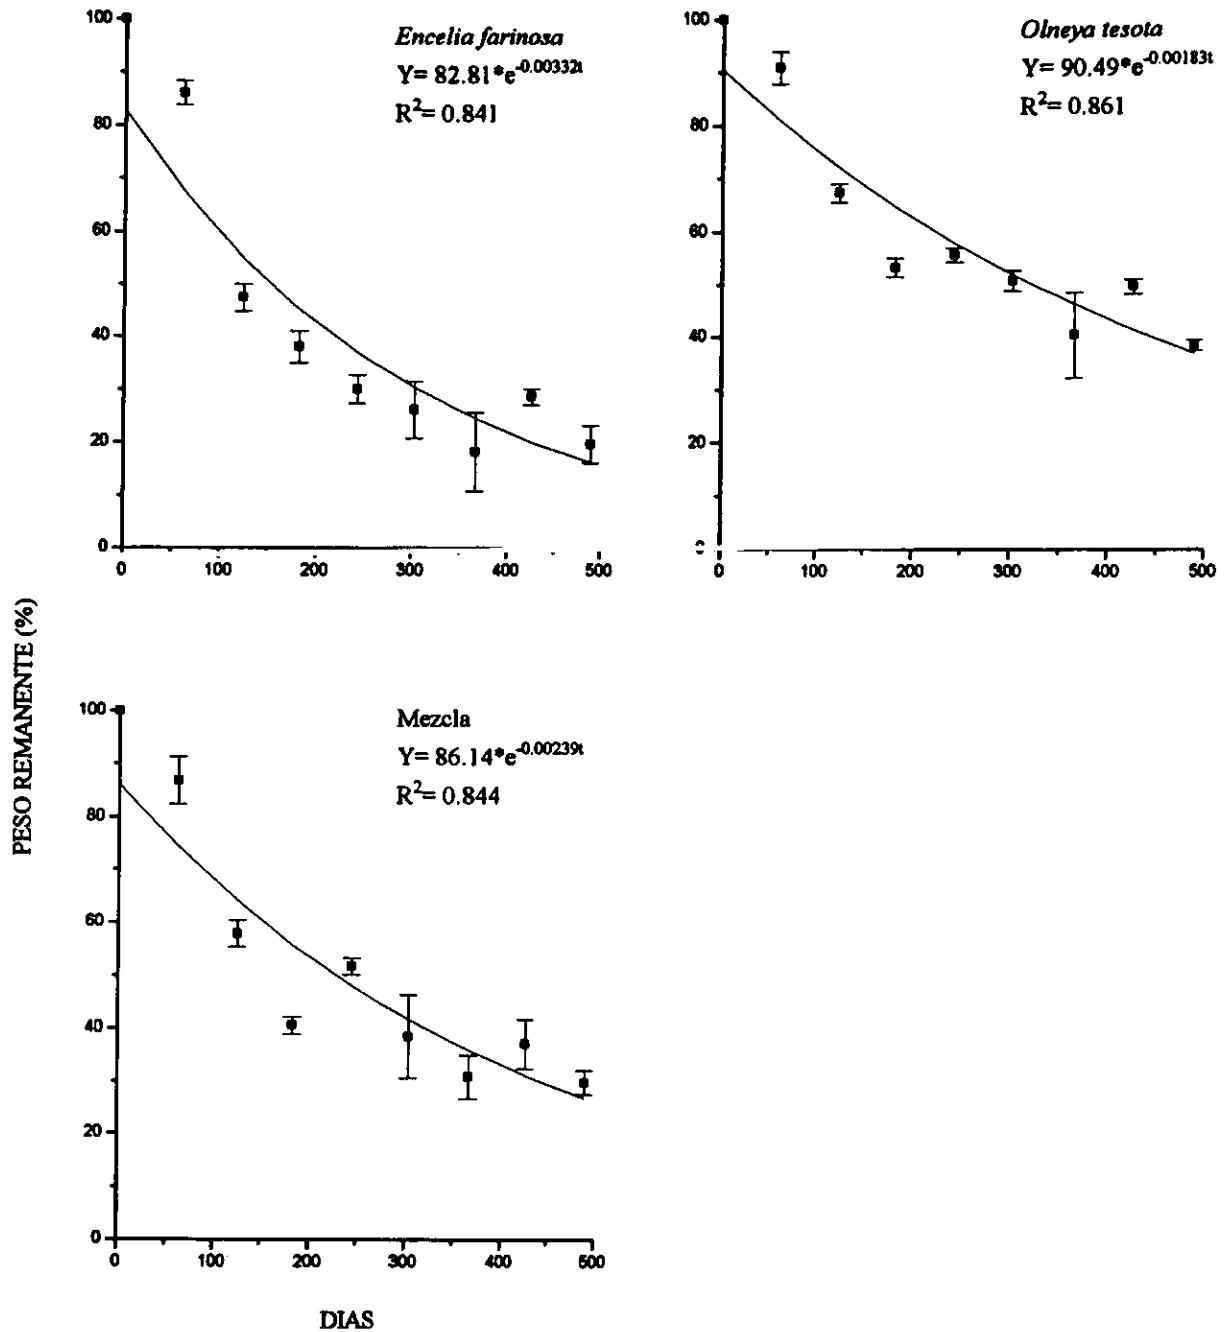 Encelia farinosa
Y= 82.81*e^-0.00332t
R²= 0.841
100
80
60
40
20
0
0 100 200 300 400 500
Olneya tesota
Y= 90.49*e^-0.00183t
R²= 0.861
100
80
60
40
20
0 100 200 300 400 500
PESO REMANENTE (%)
Mezcla
Y= 86.14*e^-0.00239t
R²= 0.844
100
80
60
40
20
0
0 100 200 300 400 500
DIAS